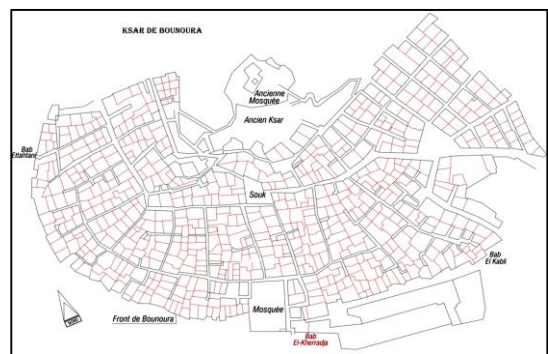 KSAR DE BOUNOURA
Ancienne
Mosquée
Ancien Ksar
Bab
Ettahtani
Souk
Bab
El Kabli
Mosquée
Front de Bounoura
Bab
El-Kherradja